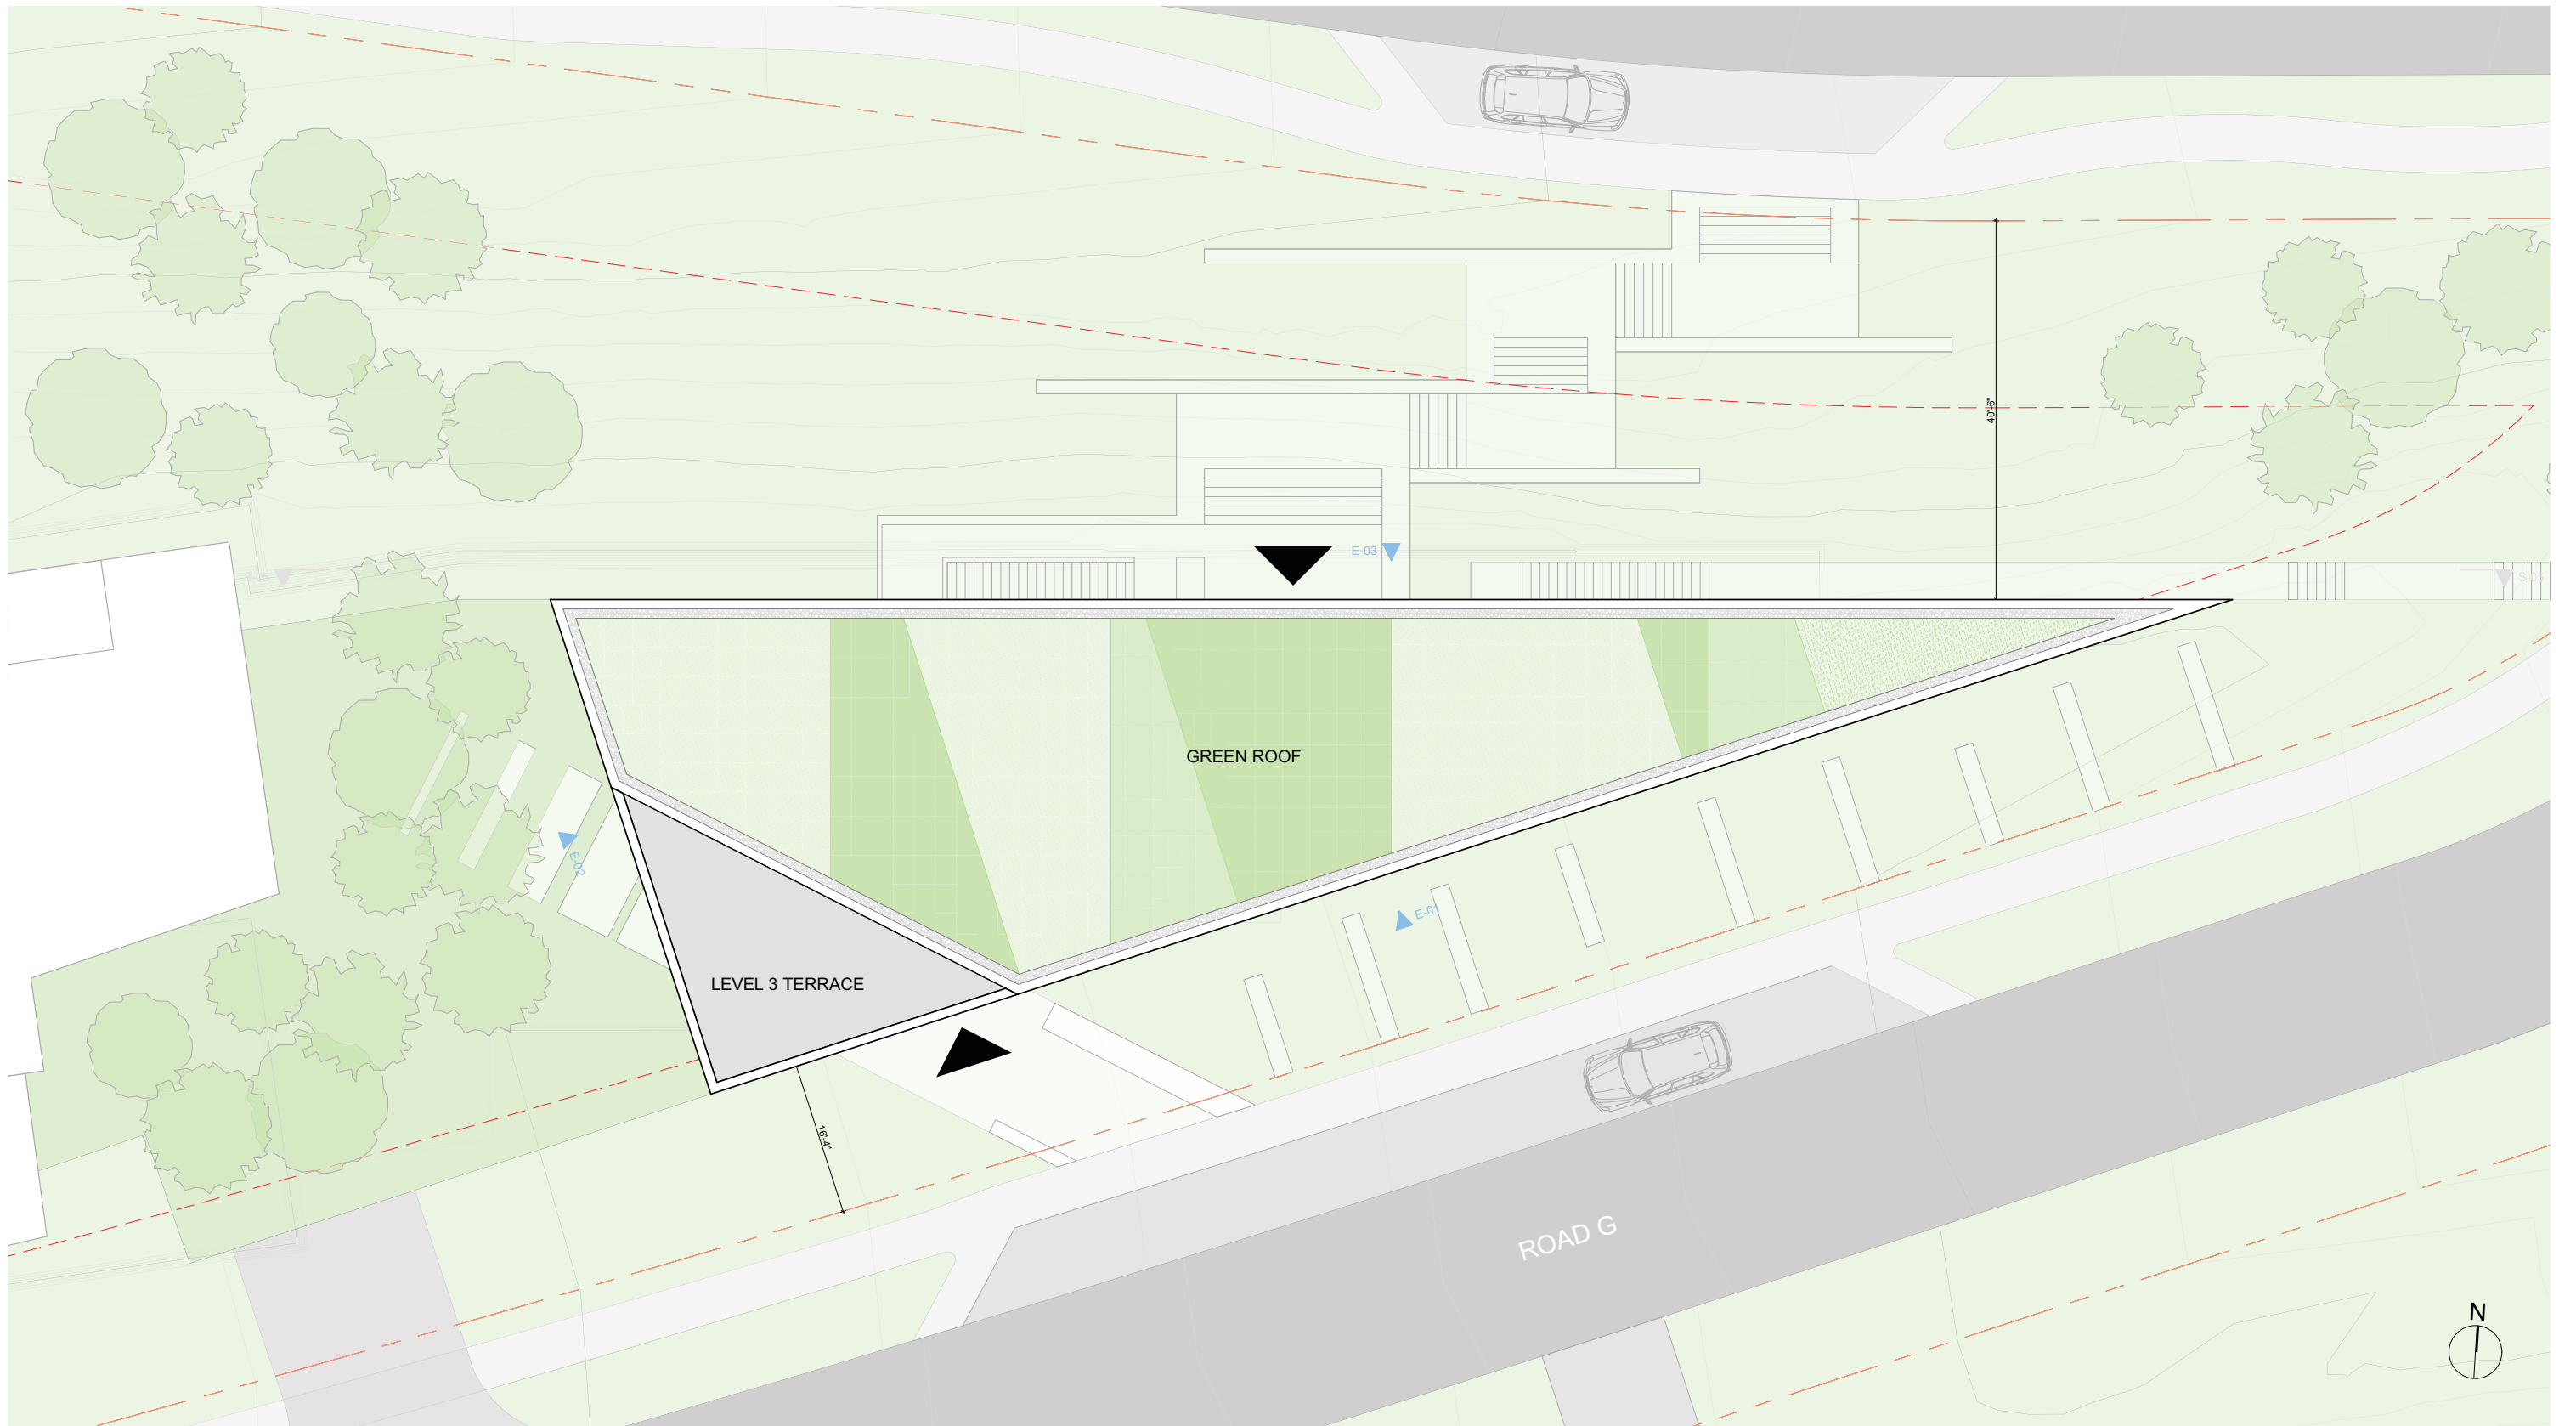 40'-6"
E-03
GREEN ROOF
E-02
E-01
LEVEL 3 TERRACE
16'-4"
ROAD G
N